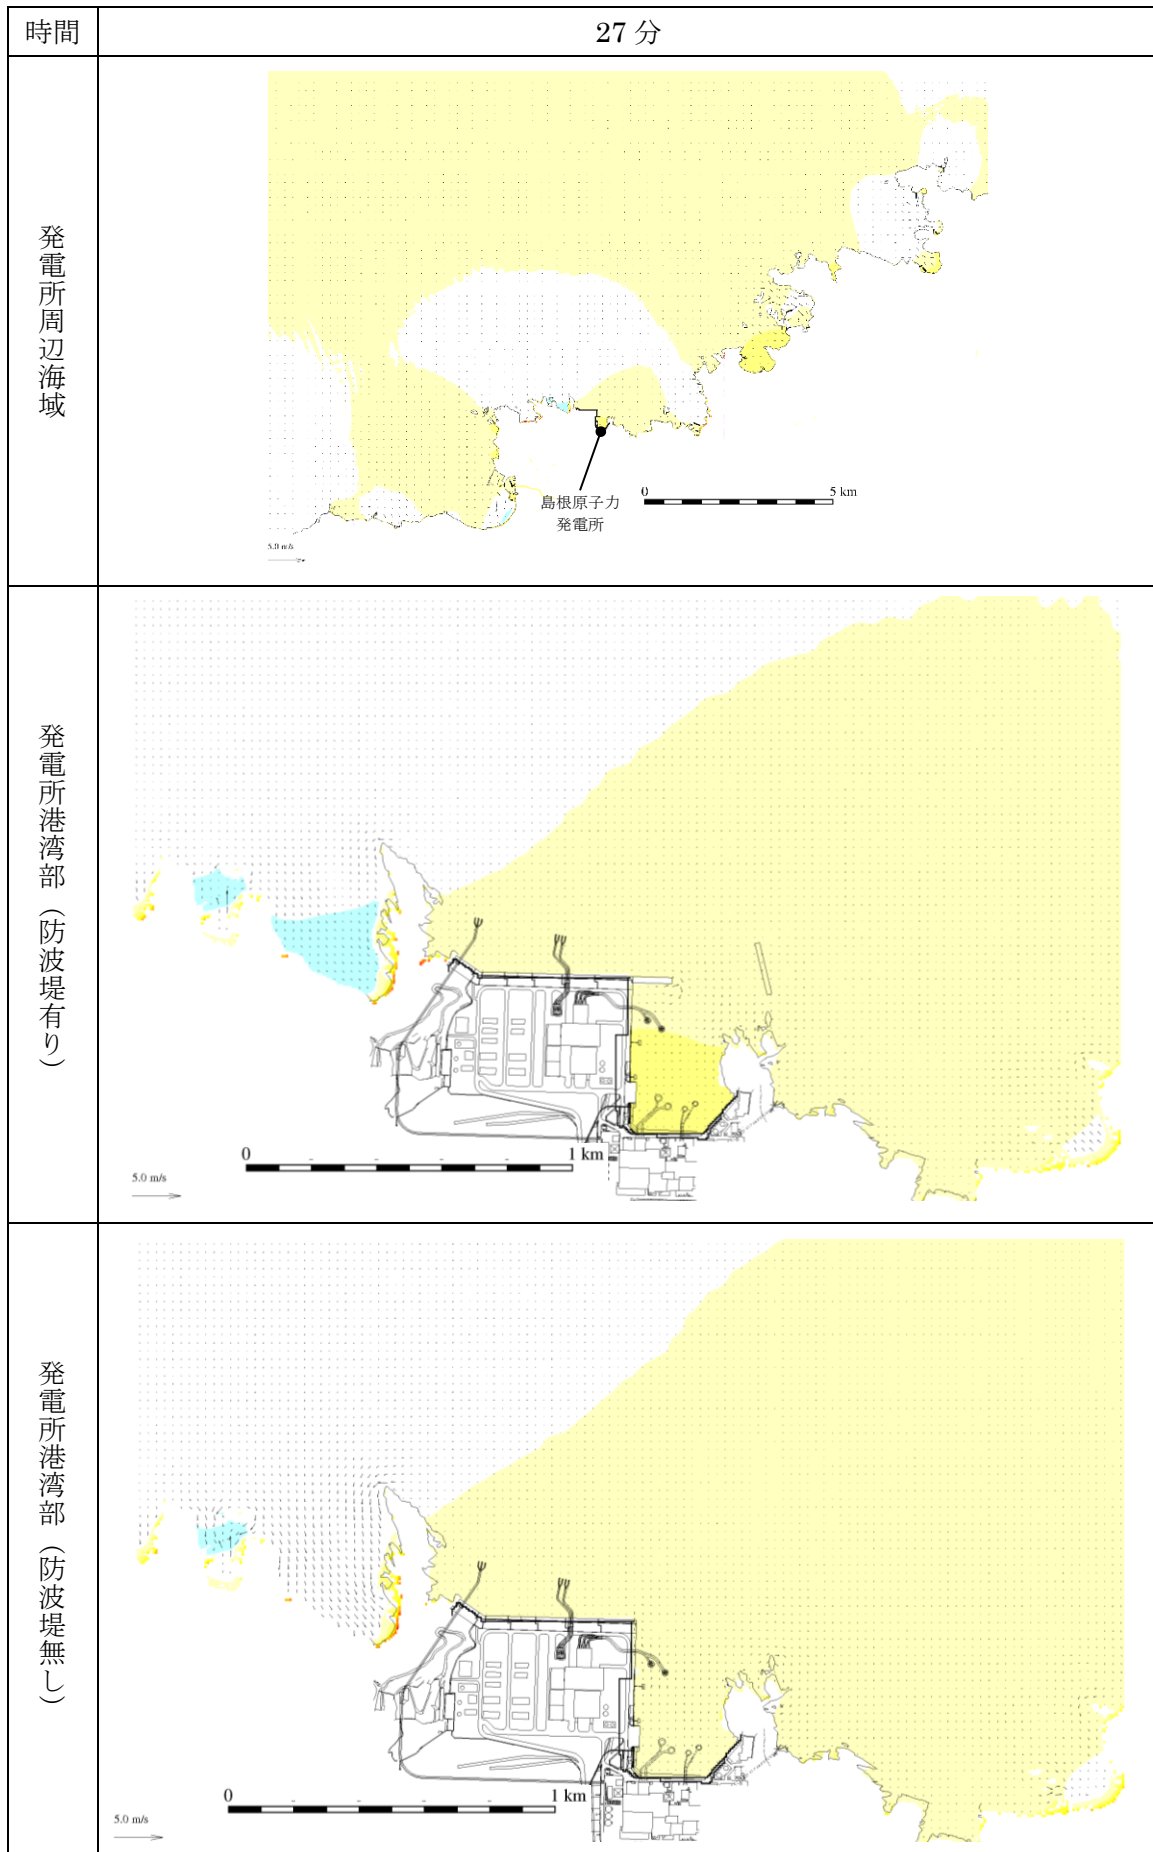 時間
27 分
発電所周辺海域
島根原子力
発電所
0 5 km
5.0 m/s
発電所港湾部（防波堤有り）
0 1 km
5.0 m/s
発電所港湾部（防波堤無し）
0 1 km
5.0 m/s